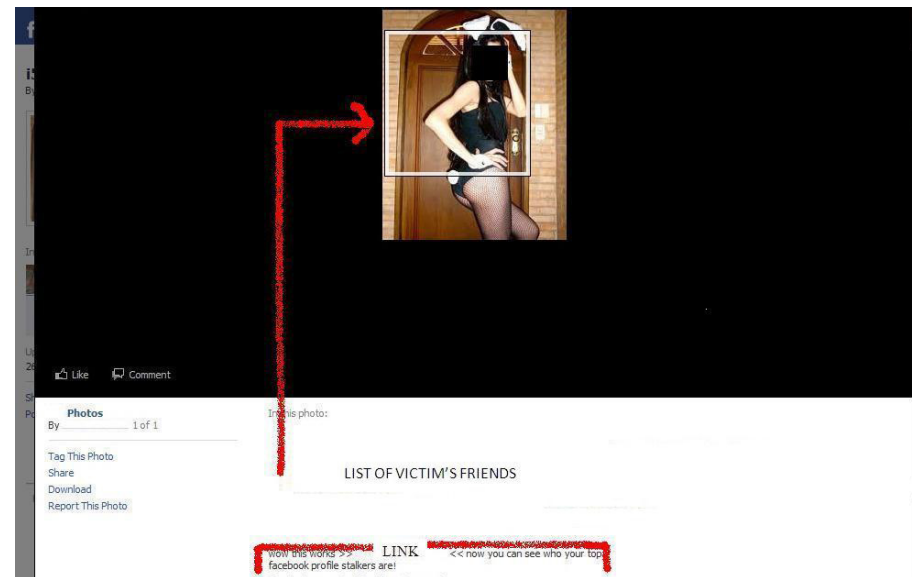 f
Like
Comment
Photos
By 1 of 1
Tag This Photo
Share
Download
Report This Photo
In this photo:
LIST OF VICTIM'S FRIENDS
wow this works >> LINK << now you can see who your top
facebook profile stalkers are!